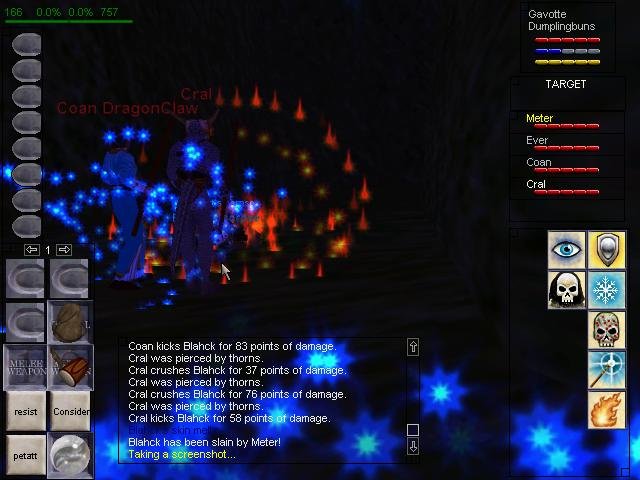 166 0.0% 0.0% 757
Gavotte
Dumplingbuns
TARGET
Cral
Coan DragonClaw
Meter
Ever
Coan
Cral
1
MELEE
WEAPON
resist
Consider
petatt
Coan kicks Blahck for 83 points of damage.
Cral was pierced by thorns.
Cral crushes Blahck for 37 points of damage.
Cral was pierced by thorns.
Cral crushes Blahck for 76 points of damage.
Cral was pierced by thorns.
Cral kicks Blahck for 58 points of damage.
Blahck has been slain by Meter!
Taking a screenshot...